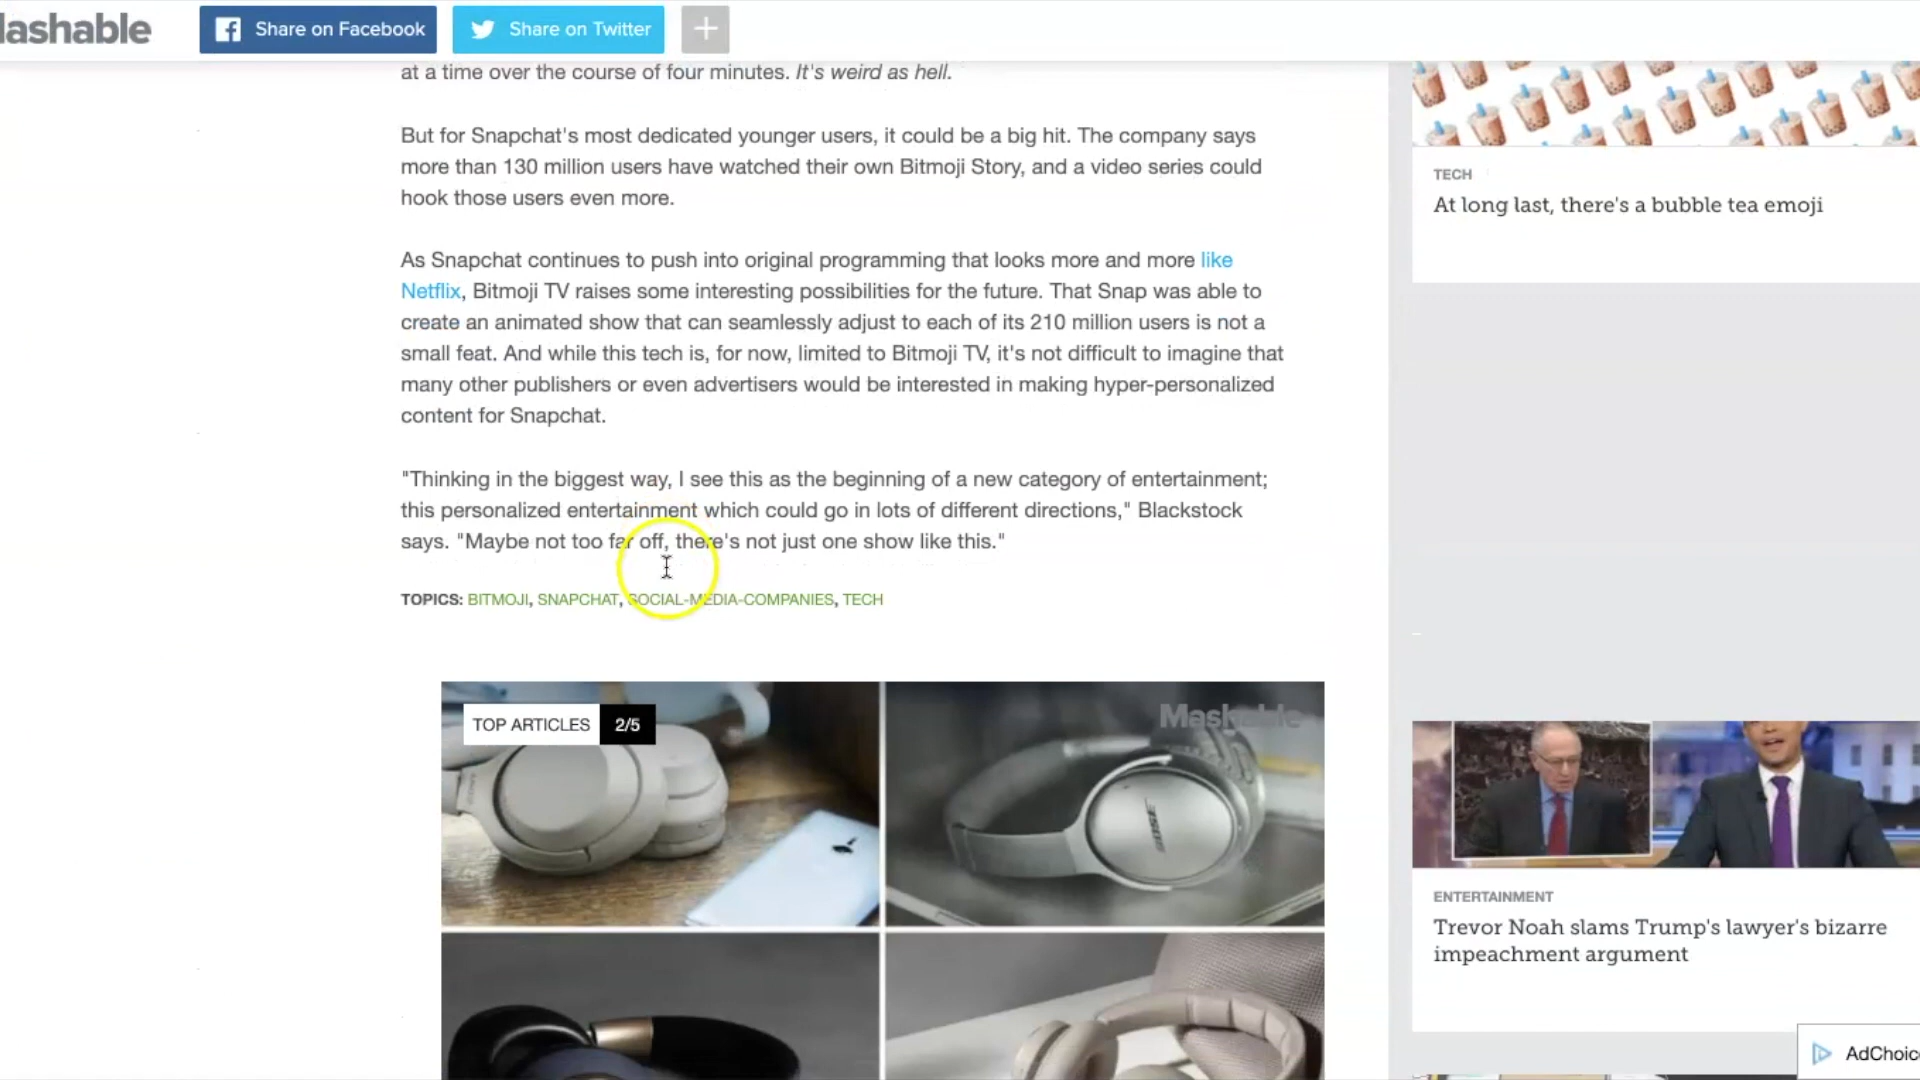 lashable
Share on Facebook
Share on Twitter
+
at a time over the course of four minutes. It's weird as hell.
But for Snapchat's most dedicated younger users, it could be a big hit. The company says
more than 130 million users have watched their own Bitmoji Story, and a video series could
hook those users even more.
As Snapchat continues to push into original programming that looks more and more like
Netflix, Bitmoji TV raises some interesting possibilities for the future. That Snap was able to
create an animated show that can seamlessly adjust to each of its 210 million users is not a
small feat. And while this tech is, for now, limited to Bitmoji TV, it's not difficult to imagine that
many other publishers or even advertisers would be interested in making hyper-personalized
content for Snapchat.
"Thinking in the biggest way, I see this as the beginning of a new category of entertainment;
this personalized entertainment which could go in lots of different directions," Blackstock
says. "Maybe not too far off, there's not just one show like this."
TOPICS: BITMOJI, SNAPCHAT, SOCIAL-MEDIA-COMPANIES, TECH
TOP ARTICLES 2/5
Mashable
BOSE
TECH
At long last, there's a bubble tea emoji
ENTERTAINMENT
Trevor Noah slams Trump's lawyer's bizarre
impeachment argument
AdChoic